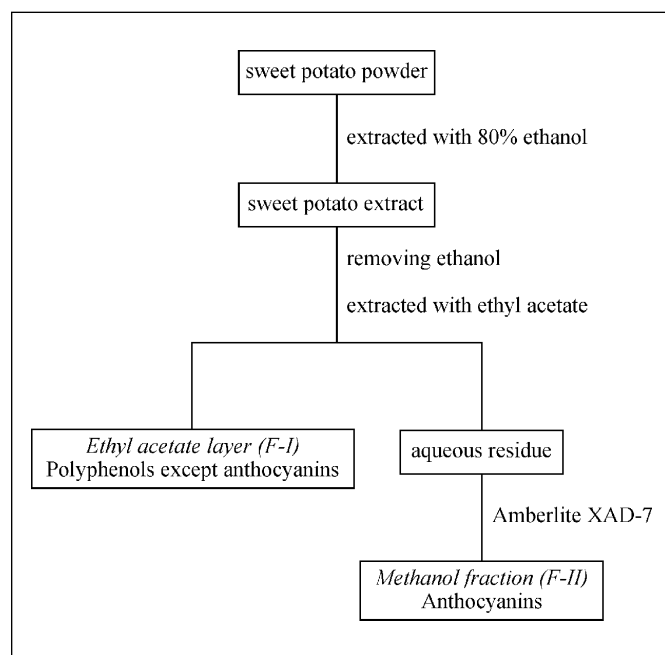 sweet potato powder
extracted with 80% ethanol
sweet potato extract
removing ethanol
extracted with ethyl acetate
Ethyl acetate layer (F-I)
Polyphenols except anthocyanins
aqueous residue
Amberlite XAD-7
Methanol fraction (F-II)
Anthocyanins